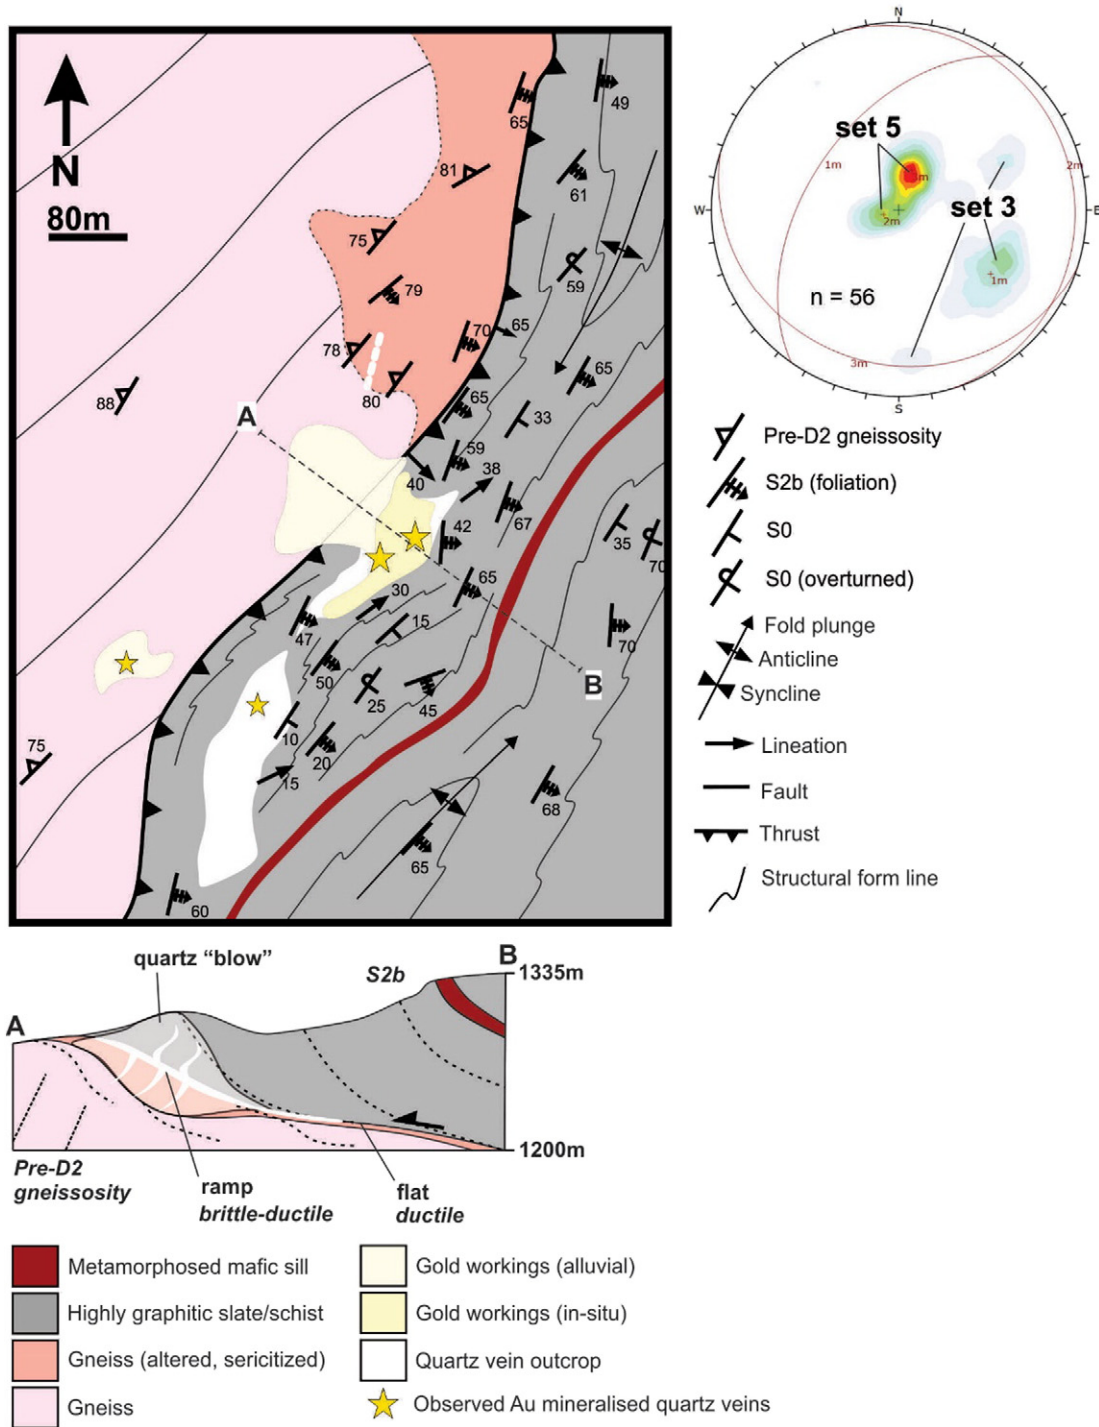 N
80m
49
65
81
61
75
59
79
70
65
78
80
65
65
88
A
33
59
38
40
67
42
35
70
65
30
15
47
70
50
B
25
45
10
75
20
15
68
65
60
N
set 5
1m
2m
m
W
E
2m
set 3
1m
n = 56
3m
S
Pre-D2 gneissosity
S2b (foliation)
S0
S0 (overturned)
Fold plunge
Anticline
Syncline
Lineation
Fault
Thrust
Structural form line
quartz “blow”
S2b
B
1335m
A
1200m
Pre-D2
gneissosity
ramp
brittle-ductile
flat
ductile
Metamorphosed mafic sill
Highly graphitic slate/schist
Gneiss (altered, sericitized)
Gneiss
Gold workings (alluvial)
Gold workings (in-situ)
Quartz vein outcrop
Observed Au mineralised quartz veins